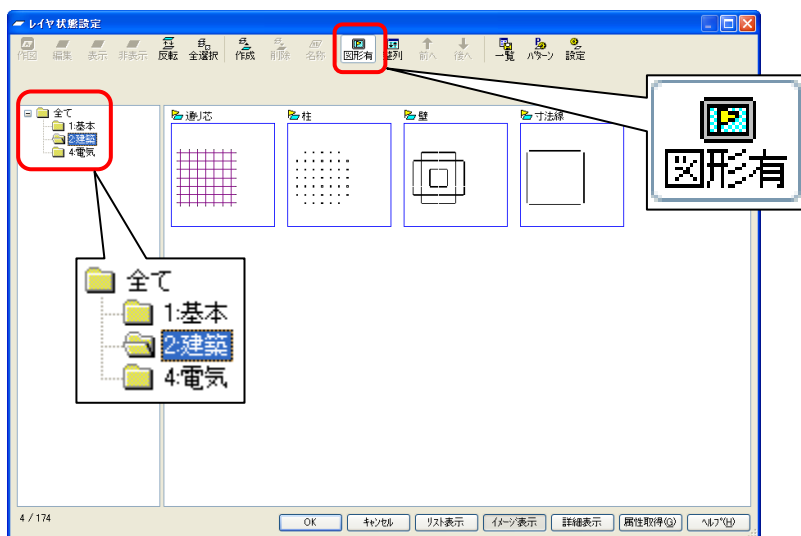 レイヤ状態設定
作図 編集 表示 非表示 反転 全選択 作成 削除 名称 図形有 整列 前へ 後へ 一覧 パターン 設定
全て
1:基本
2:建築
4:電気
通り芯 柱 壁 寸法線
図形有
全て
1:基本
2:建築
4:電気
4 / 174
OK キャンセル リスト表示 イメージ表示 詳細表示 属性取得(G) ヘルプ(H)